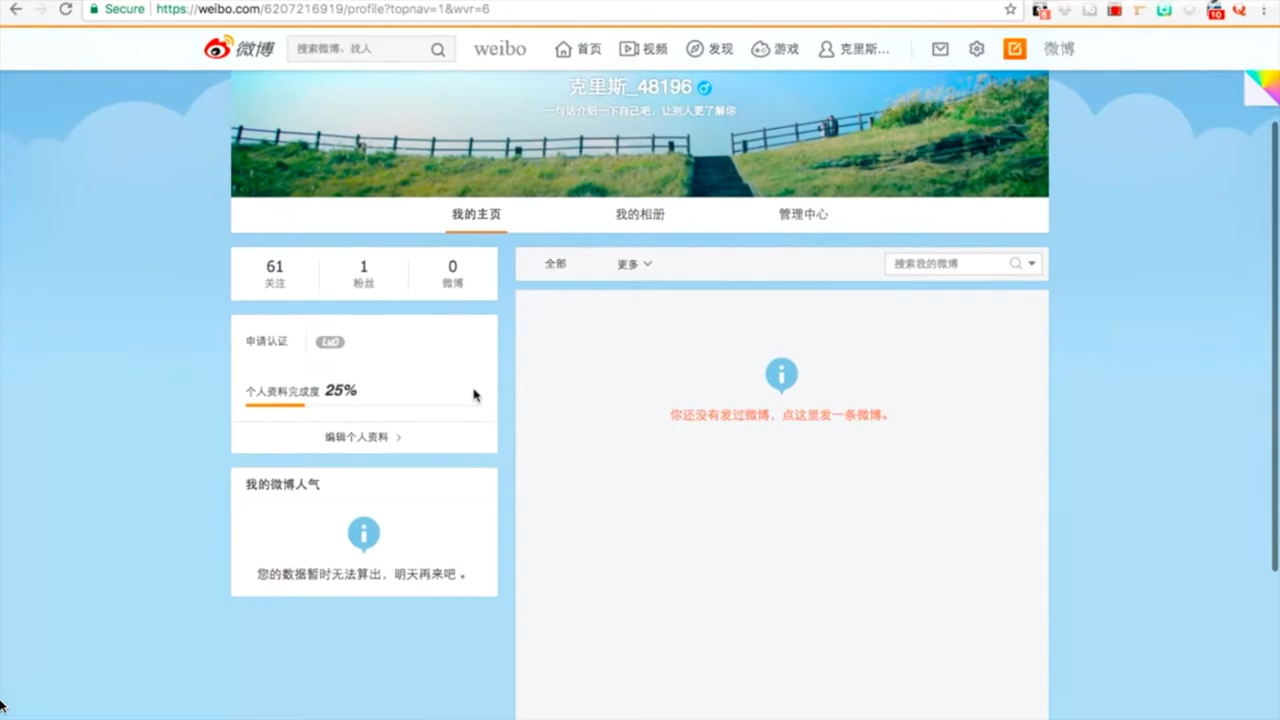 Secure https://weibo.com/6207216919/profile?topnav=1&wvr=6
10
微博 搜索微博、找人 weibo 首页 视频 发现 游戏 克里斯... 微博
克里斯_48196
一句话介绍一下自己吧，让别人更了解你
我的主页 我的相册 管理中心
61 1 0
关注 粉丝 微博
全部 更多 搜索我的微博
申请认证 Lv0
个人资料完成度 25%
编辑个人资料
你还没有发过微博，点这里发一条微博。
我的微博人气
您的数据暂时无法算出，明天再来吧 。